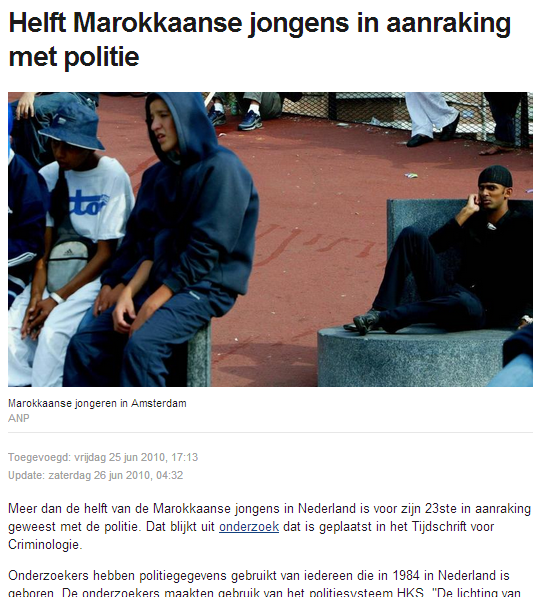 Helft Marokkaanse jongens in aanraking
met politie
Marokkaanse jongeren in Amsterdam
ANP
Toegevoegd: vrijdag 25 jun 2010, 17:13
Update: zaterdag 26 jun 2010, 04:32
Meer dan de helft van de Marokkaanse jongens in Nederland is voor zijn 23ste in aanraking
geweest met de politie. Dat blijkt uit onderzoek dat is geplaatst in het Tijdschrift voor
Criminologie.
Onderzoekers hebben politiegegevens gebruikt van iedereen die in 1984 in Nederland is
geboren. De onderzoekers maakten gebruik van het politiesysteem HKS. "De lichting van